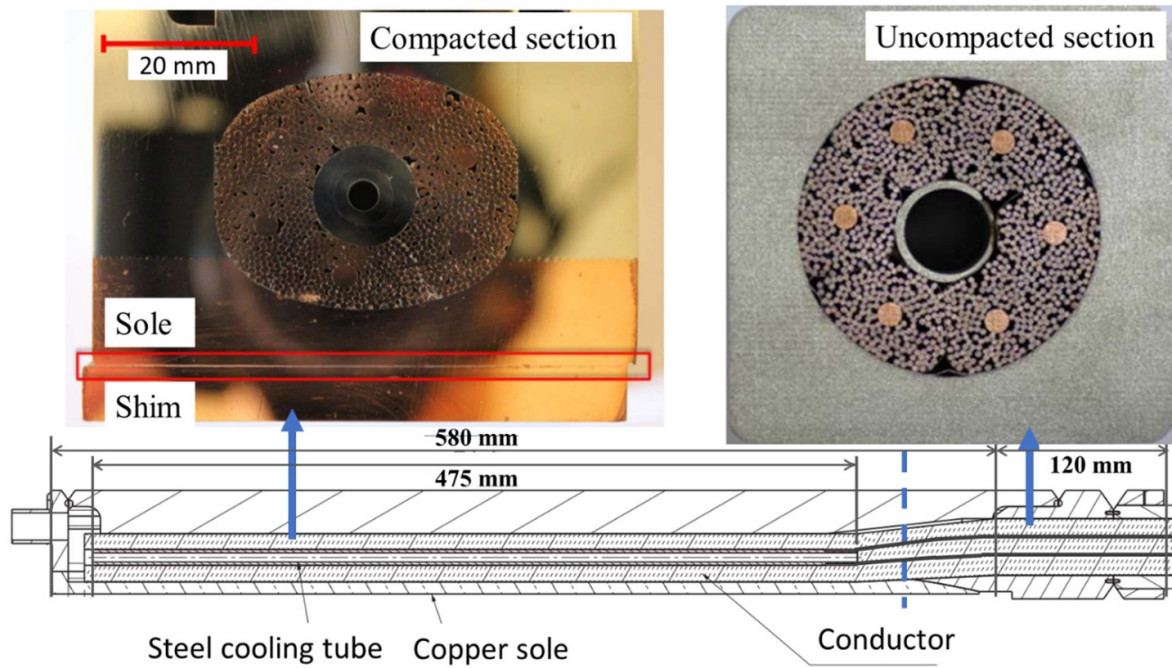 Compacted section
20 mm
Uncompacted section
Sole
Shim
580 mm
475 mm
120 mm
Steel cooling tube
Copper sole
Conductor